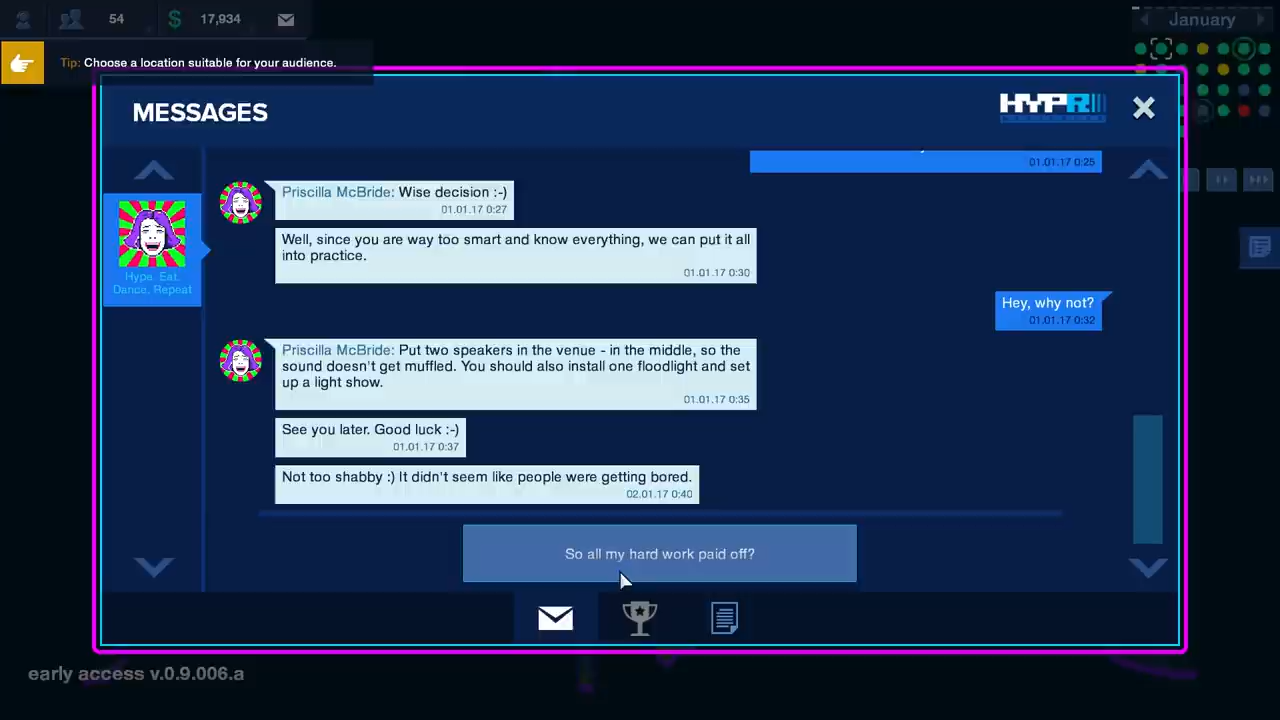 54
$
17,934
January
Tip: Choose a location suitable for your audience.
MESSAGES
HYPR
01.01.17 0:25
Priscilla McBride: Wise decision :-)
01.01.17 0:27
Hype. Eat.
Dance. Repeat
Well, since you are way too smart and know everything, we can put it all
into practice.
01.01.17 0:30
Hey, why not?
01.01.17 0:32
Priscilla McBride: Put two speakers in the venue - in the middle, so the
sound doesn't get muffled. You should also install one floodlight and set
up a light show.
01.01.17 0:35
See you later. Good luck :-)
01.01.17 0:37
Not too shabby :) It didn't seem like people were getting bored.
02.01.17 0:40
So all my hard work paid off?
early access v.0.9.006.a